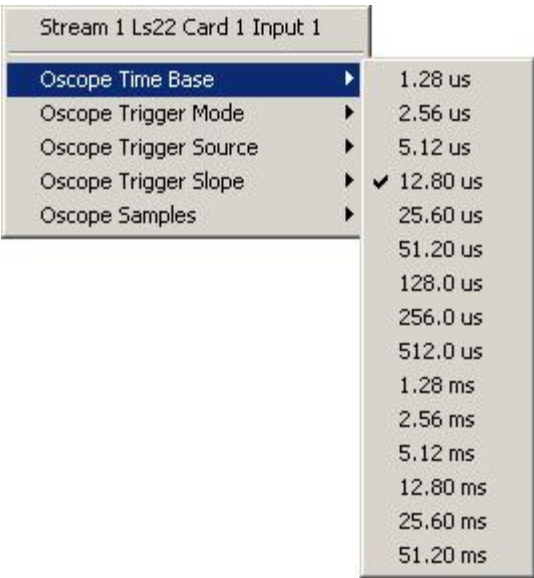 Stream 1 Ls22 Card 1 Input 1
Oscope Time Base
Oscope Trigger Mode
Oscope Trigger Source
Oscope Trigger Slope
Oscope Samples
1.28 us
2.56 us
5.12 us
12.80 us
25.60 us
51.20 us
128.0 us
256.0 us
512.0 us
1.28 ms
2.56 ms
5.12 ms
12.80 ms
25.60 ms
51.20 ms